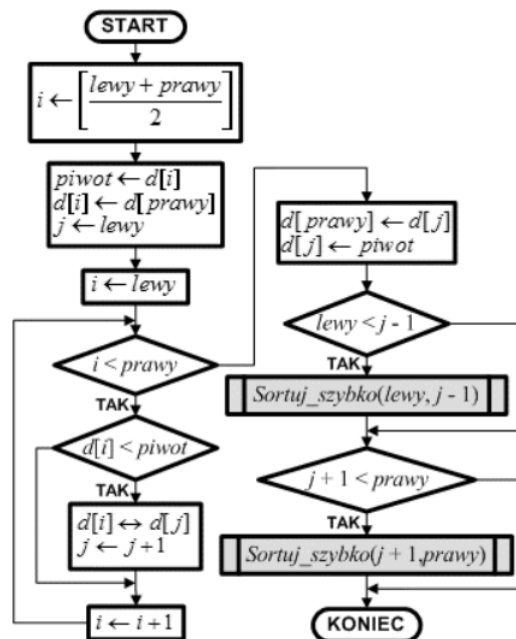 START
i ← [(lewy + prawy)/2]
piwot ← d[i]
d[i] ← d[prawy]
j ← lewy
i ← lewy
i < prawy
TAK
d[i] < piwot
TAK
d[i] ↔ d[j]
j ← j + 1
i ← i + 1
d[prawy] ← d[j]
d[j] ← piwot
lewy < j - 1
TAK
Sortuj_szybko(lewy, j - 1)
j + 1 < prawy
TAK
Sortuj_szybko(j + 1,prawy)
KONIEC